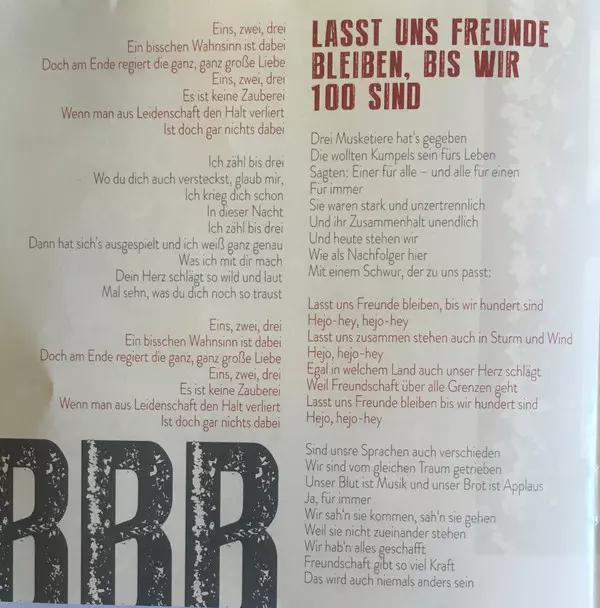 Eins, zwei, drei
Ein bisschen Wahnsinn ist dabei
Doch am Ende regiert die ganz, ganz große Liebe
Eins, zwei, drei
Es ist keine Zauberei
Wenn man aus Leidenschaft den Halt verliert
Ist doch gar nichts dabei
Ich zähl bis drei
Wo du dich auch versteckst, glaub mir,
Ich krieg dich schon
In dieser Nacht
Ich zähl bis drei
Dann hat sich's ausgespielt und ich weiß ganz genau
Was ich mit dir mach
Dein Herz schlägt so wild und laut
Mal sehn, was du dich noch so traust
Eins, zwei, drei
Ein bisschen Wahnsinn ist dabei
Doch am Ende regiert die ganz, ganz große Liebe
Eins, zwei, drei
Es ist keine Zauberei
Wenn man aus Leidenschaft den Halt verliert
Ist doch gar nichts dabei
BBB
LASST UNS FREUNDE
BLEIBEN, BIS WIR
100 SIND
Drei Musketiere hat's gegeben
Die wollten Kumpels sein fürs Leben
Sagten: Einer für alle – und alle für einen
Für immer
Sie waren stark und unzertrennlich
Und ihr Zusammenhalt unendlich
Und heute stehen wir
Wie als Nachfolger hier
Mit einem Schwur, der zu uns passt:
Lasst uns Freunde bleiben, bis wir hundert sind
Hejo-hey, hejo-hey
Lasst uns zusammen stehen auch in Sturm und Wind
Hejo, hejo-hey
Egal in welchem Land auch unser Herz schlägt
Weil Freundschaft über alle Grenzen geht
Lasst uns Freunde bleiben bis wir hundert sind
Hejo, hejo-hey
Sind unsre Sprachen auch verschieden
Wir sind vom gleichen Traum getrieben
Unser Blut ist Musik und unser Brot ist Applaus
Ja, für immer
Wir sah'n sie kommen, sah'n sie gehen
Weil sie nicht zueinander stehen
Wir hab'n alles geschafft
Freundschaft gibt so viel Kraft
Das wird auch niemals anders sein